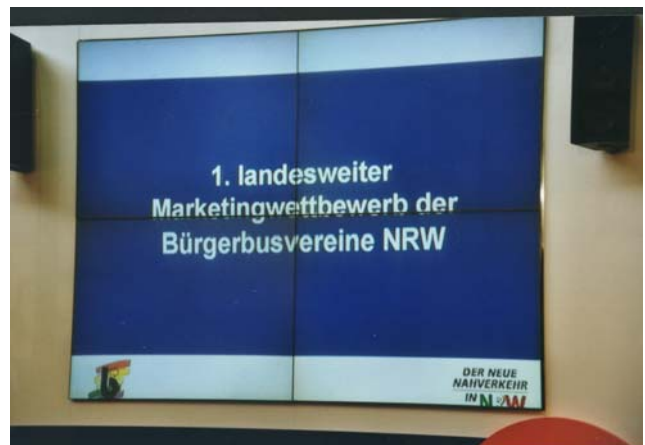 1. landesweiter
Marketingwettbewerb der
Bürgerbusvereine NRW
b
DER NEUE
NAHVERKEHR
IN NRW